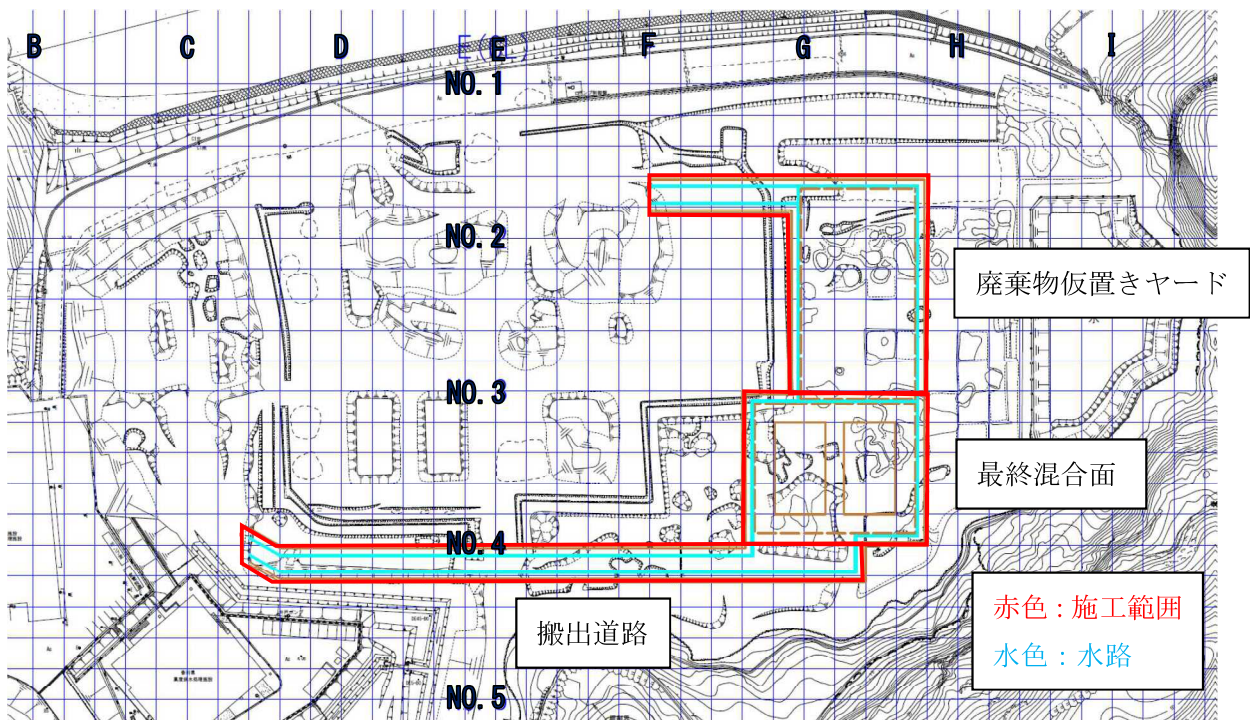 B C D E F G H I
E(
NO. 1
NO. 2
廃棄物仮置きヤード
NO. 3
最終混合面
NO. 4
搬出道路
赤色：施工範囲
水色：水路
NO. 5